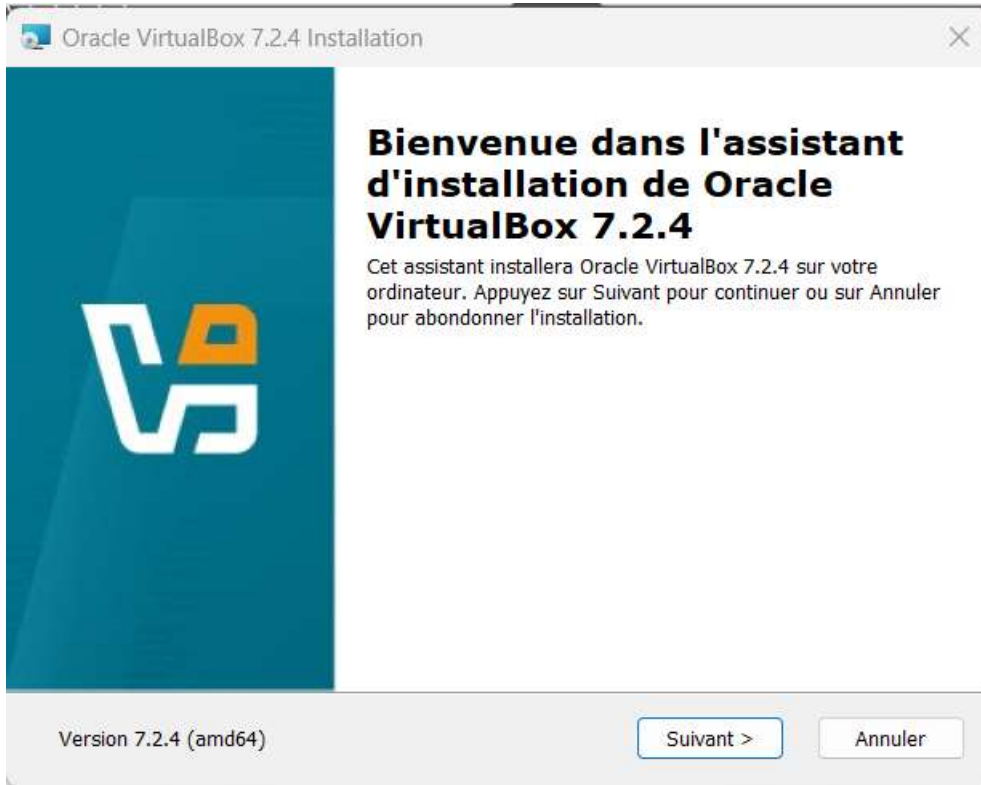 Oracle VirtualBox 7.2.4 Installation
Bienvenue dans l'assistant
d'installation de Oracle
VirtualBox 7.2.4
Cet assistant installera Oracle VirtualBox 7.2.4 sur votre
ordinateur. Appuyez sur Suivant pour continuer ou sur Annuler
pour abondonner l'installation.
Version 7.2.4 (amd64)
Suivant >
Annuler